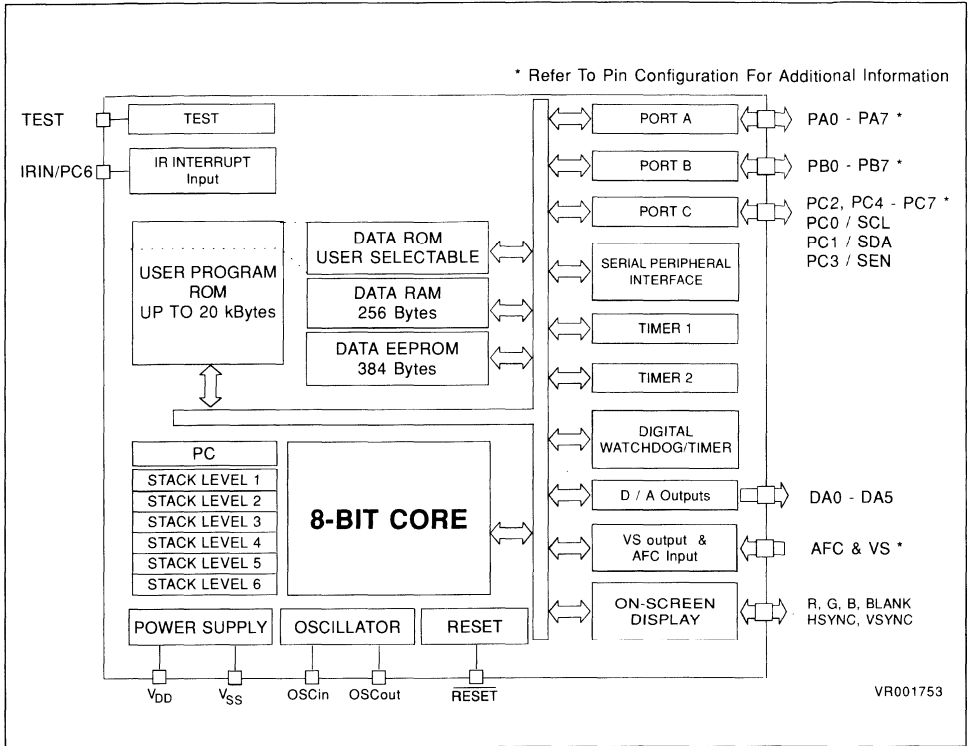 * Refer To Pin Configuration For Additional Information
TEST
TEST
IRIN/PC6
IR INTERRUPT
Input
USER PROGRAM
ROM
UP TO 20 kBytes
DATA ROM
USER SELECTABLE
DATA RAM
256 Bytes
DATA EEPROM
384 Bytes
PC
STACK LEVEL 1
STACK LEVEL 2
STACK LEVEL 3
STACK LEVEL 4
STACK LEVEL 5
STACK LEVEL 6
8-BIT CORE
POWER SUPPLY
OSCILLATOR
RESET
VDD
VSS
OSCin
OSCout
RESET
PORT A
PA0 - PA7 *
PORT B
PB0 - PB7 *
PORT C
PC2, PC4 - PC7 *
PC0 / SCL
PC1 / SDA
PC3 / SEN
SERIAL PERIPHERAL
INTERFACE
TIMER 1
TIMER 2
DIGITAL
WATCHDOG/TIMER
D / A Outputs
DA0 - DA5
VS output &
AFC Input
AFC & VS *
ON-SCREEN
DISPLAY
R, G, B, BLANK
HSYNC, VSYNC
VR001753